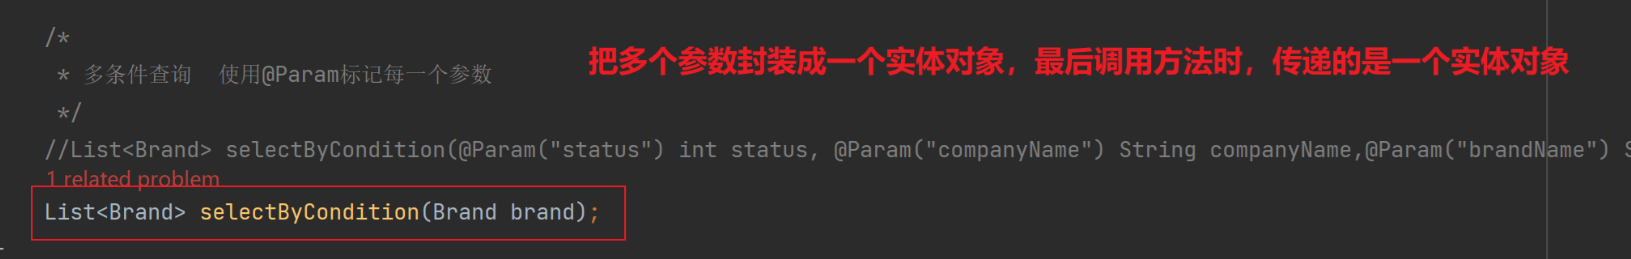 /*
* 多条件查询 使用@Param标记每一个参数
把多个参数封装成一个实体对象，最后调用方法时，传递的是一个实体对象
*/
//List<Brand> selectByCondition(@Param("status") int status, @Param("companyName") String companyName,@Param("brandName") S
1 related problem
List<Brand> selectByCondition(Brand brand);